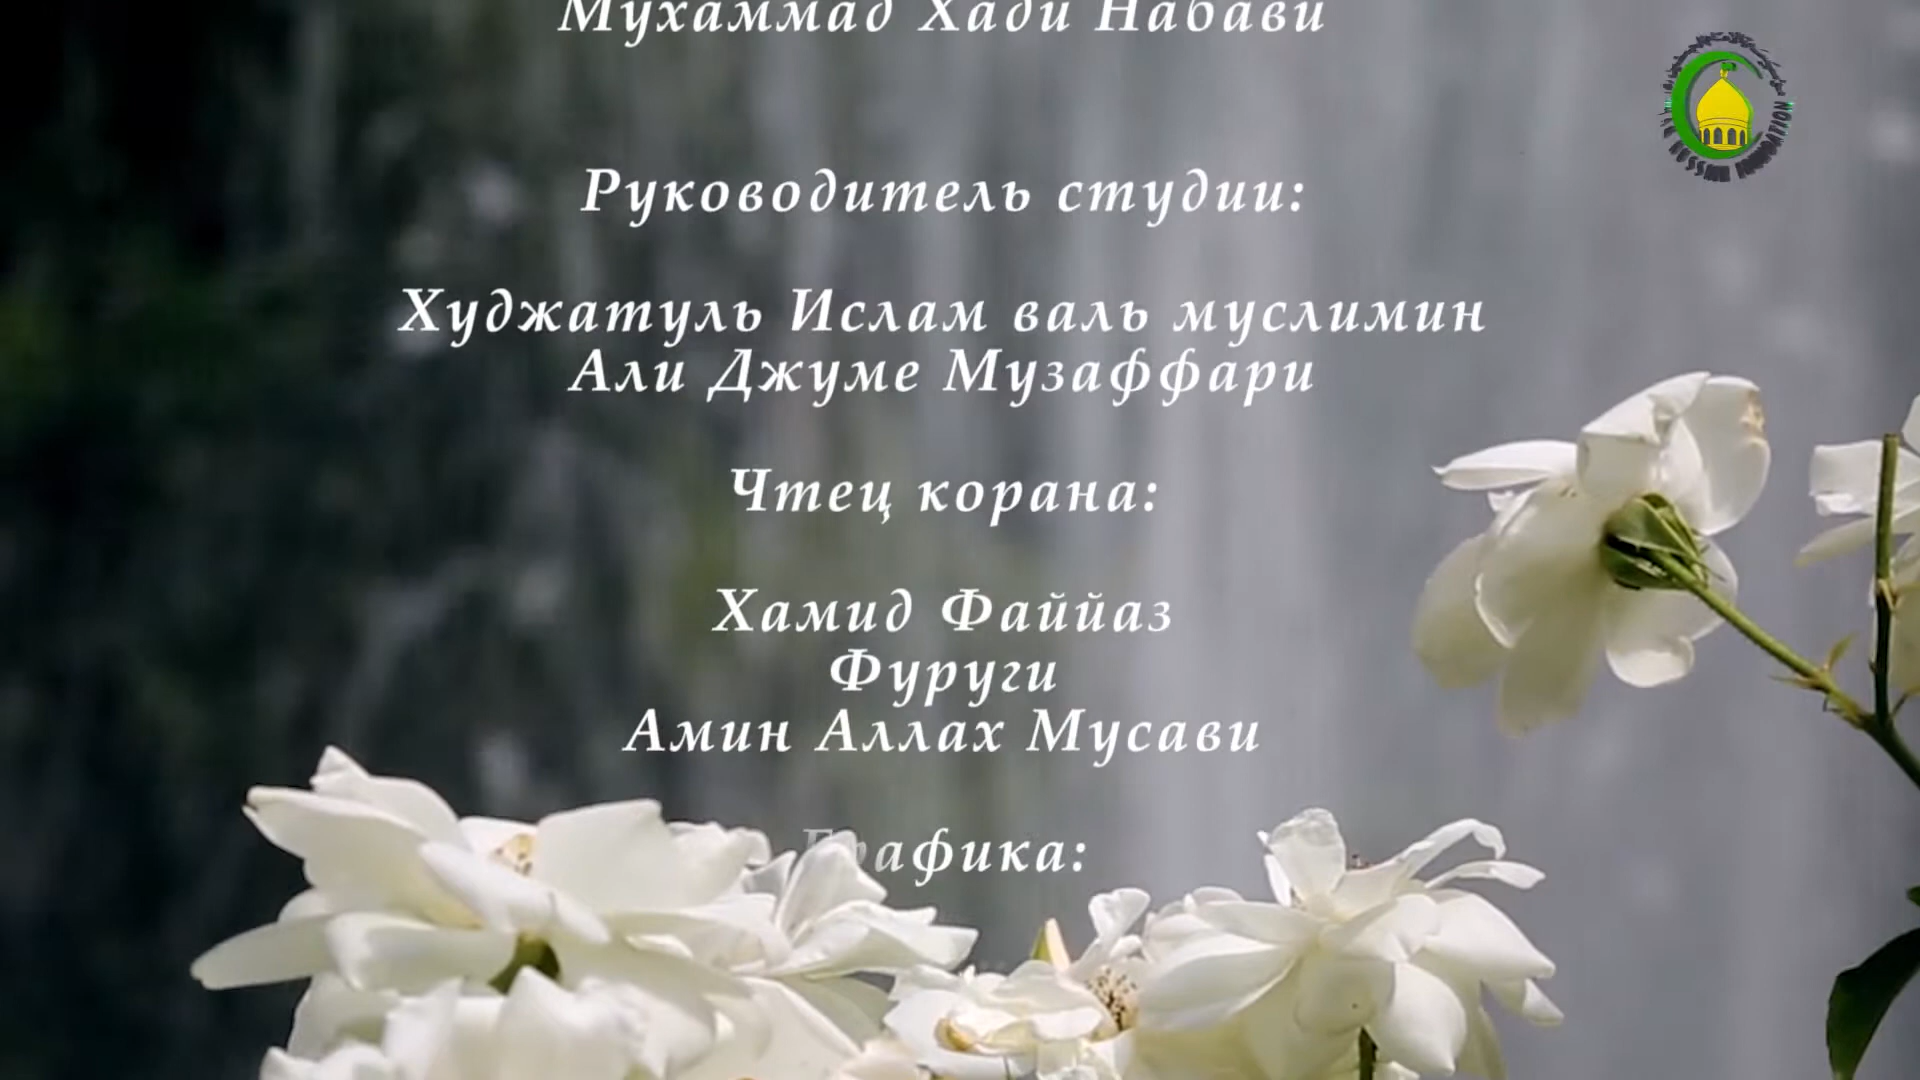 Мухаммад Хади Набави
Руководитель студии:
Худжатуль Ислам валь муслимин
Али Джуме Музаффари
Чтец корана:
Хамид Файйаз
Фуруги
Амин Аллах Мусави
Графика: